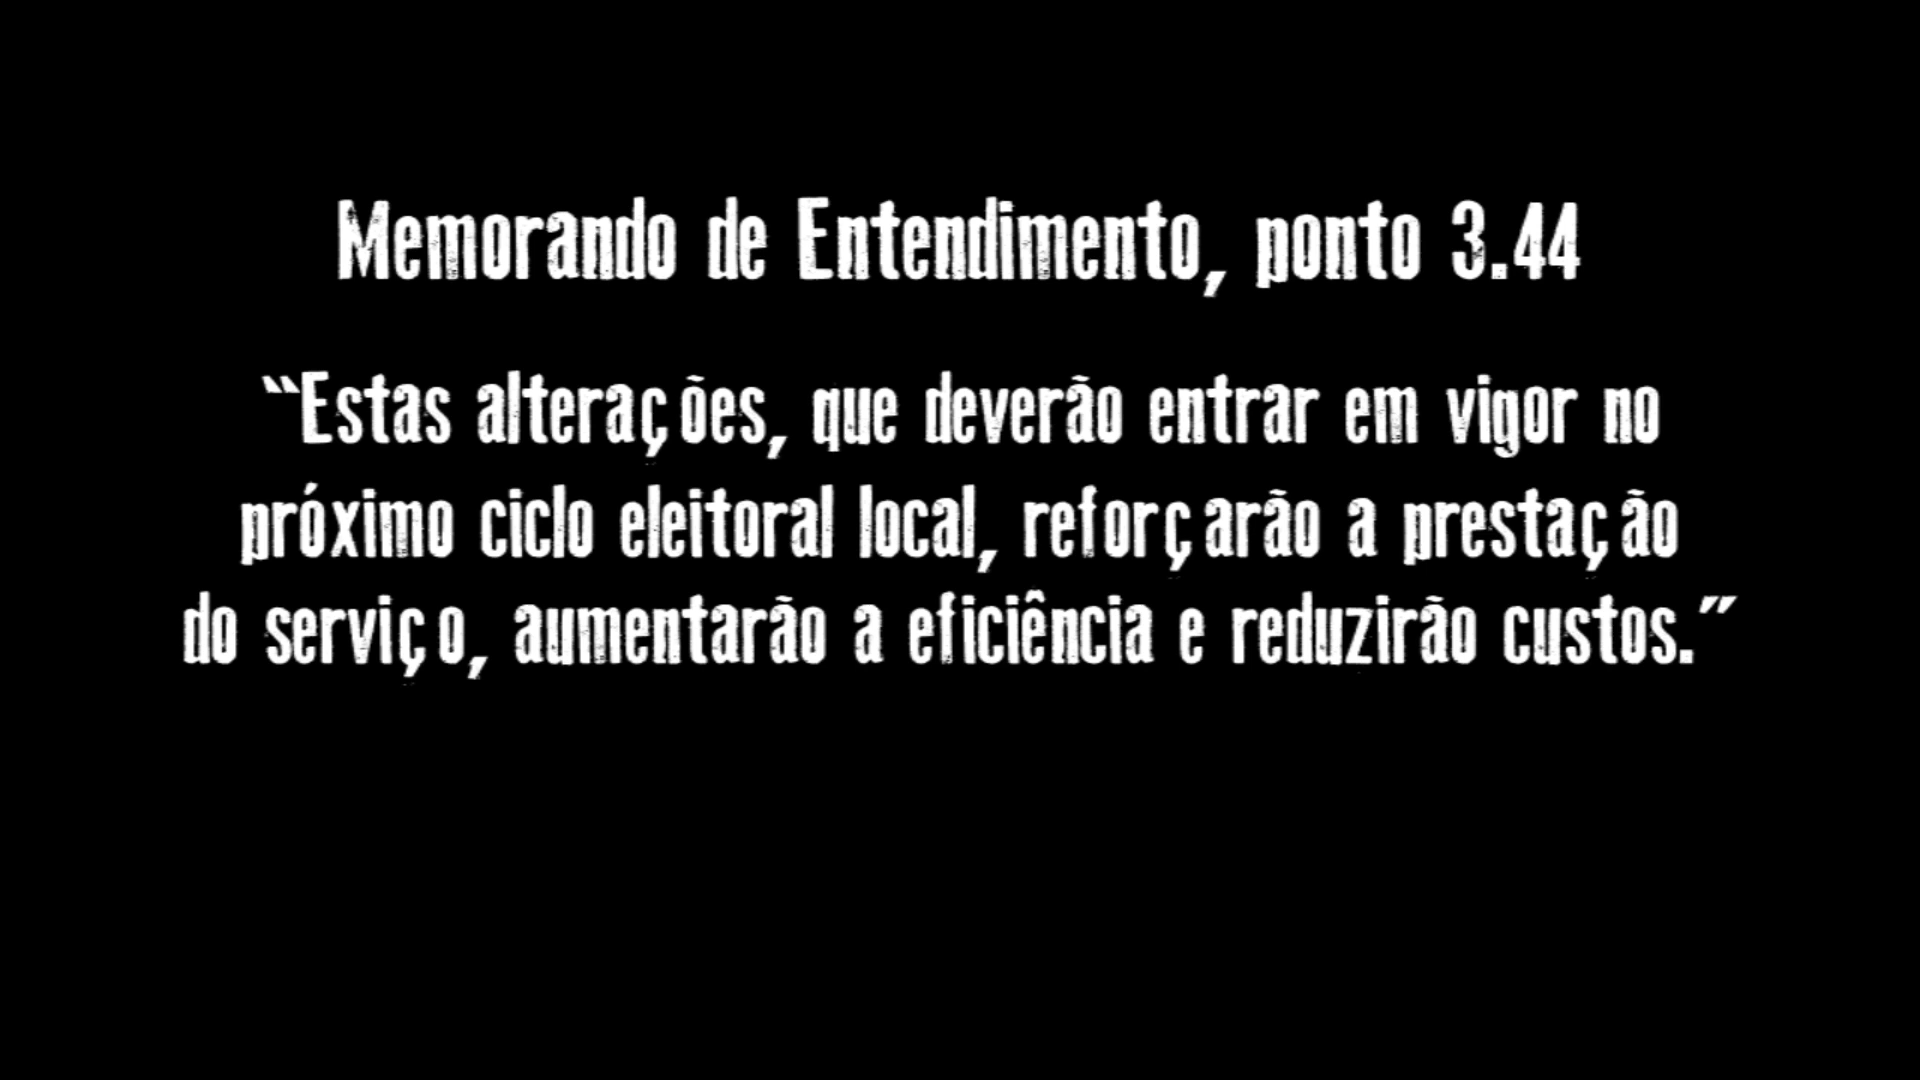 Memorando de Entendimento, ponto 3.44
“Estas alterações, que deverão entrar em vigor no
próximo ciclo eleitoral local, reforçarão a prestação
do serviço, aumentarão a eficiência e reduzirão custos.”